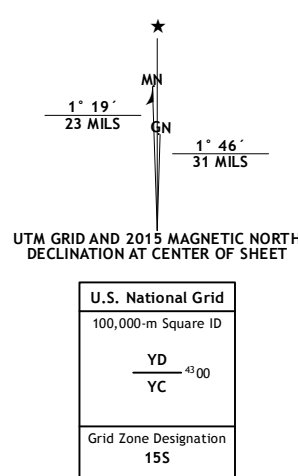 ★
MN
1° 19´
23 MILS
GN
1° 46´
31 MILS
UTM GRID AND 2015 MAGNETIC NORTH
DECLINATION AT CENTER OF SHEET
U.S. National Grid
100,000-m Square ID
YD
4300
YC
Grid Zone Designation
15S